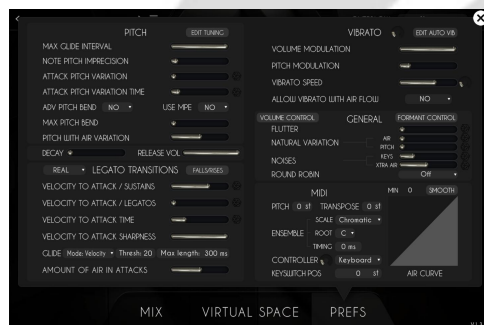 PITCH EDIT TUNING
MAX GLIDE INTERVAL
NOTE PITCH IMPRECISION
ATTACK PITCH VARIATION
ATTACK PITCH VARIATION TIME
ADV PITCH BEND NO USE MPE NO
MAX PITCH BEND
PITCH WITH AIR VARIATION
DECAY RELEASE VOL
REAL LEGATO TRANSITIONS FALLS/RISES
VELOCITY TO ATTACK / SUSTAINS
VELOCITY TO ATTACK / LEGATOS
VELOCITY TO ATTACK TIME
VELOCITY TO ATTACK SHARPNESS
GLIDE Mode: Velocity Thresh: 20 Max length: 300 ms
AMOUNT OF AIR IN ATTACKS
VIBRATO EDIT AUTO VIB
VOLUME MODULATION
PITCH MODULATION
VIBRATO SPEED
ALLOW VIBRATO WITH AIR FLOW NO
VOLUME CONTROL GENERAL FORMANT CONTROL
FLUTTER
NATURAL VARIATION AIR
PITCH
NOISES KEYS
XTRA AIR
ROUND ROBIN Off
MIDI MIN 0 SMOOTH
PITCH 0 st TRANSPOSE 0 st
SCALE Chromatic
ENSEMBLE ROOT C
TIMING 0 ms
CONTROLLER Keyboard
KEYSWITCH POS 0 st AIR CURVE
MIX VIRTUAL SPACE PREFS